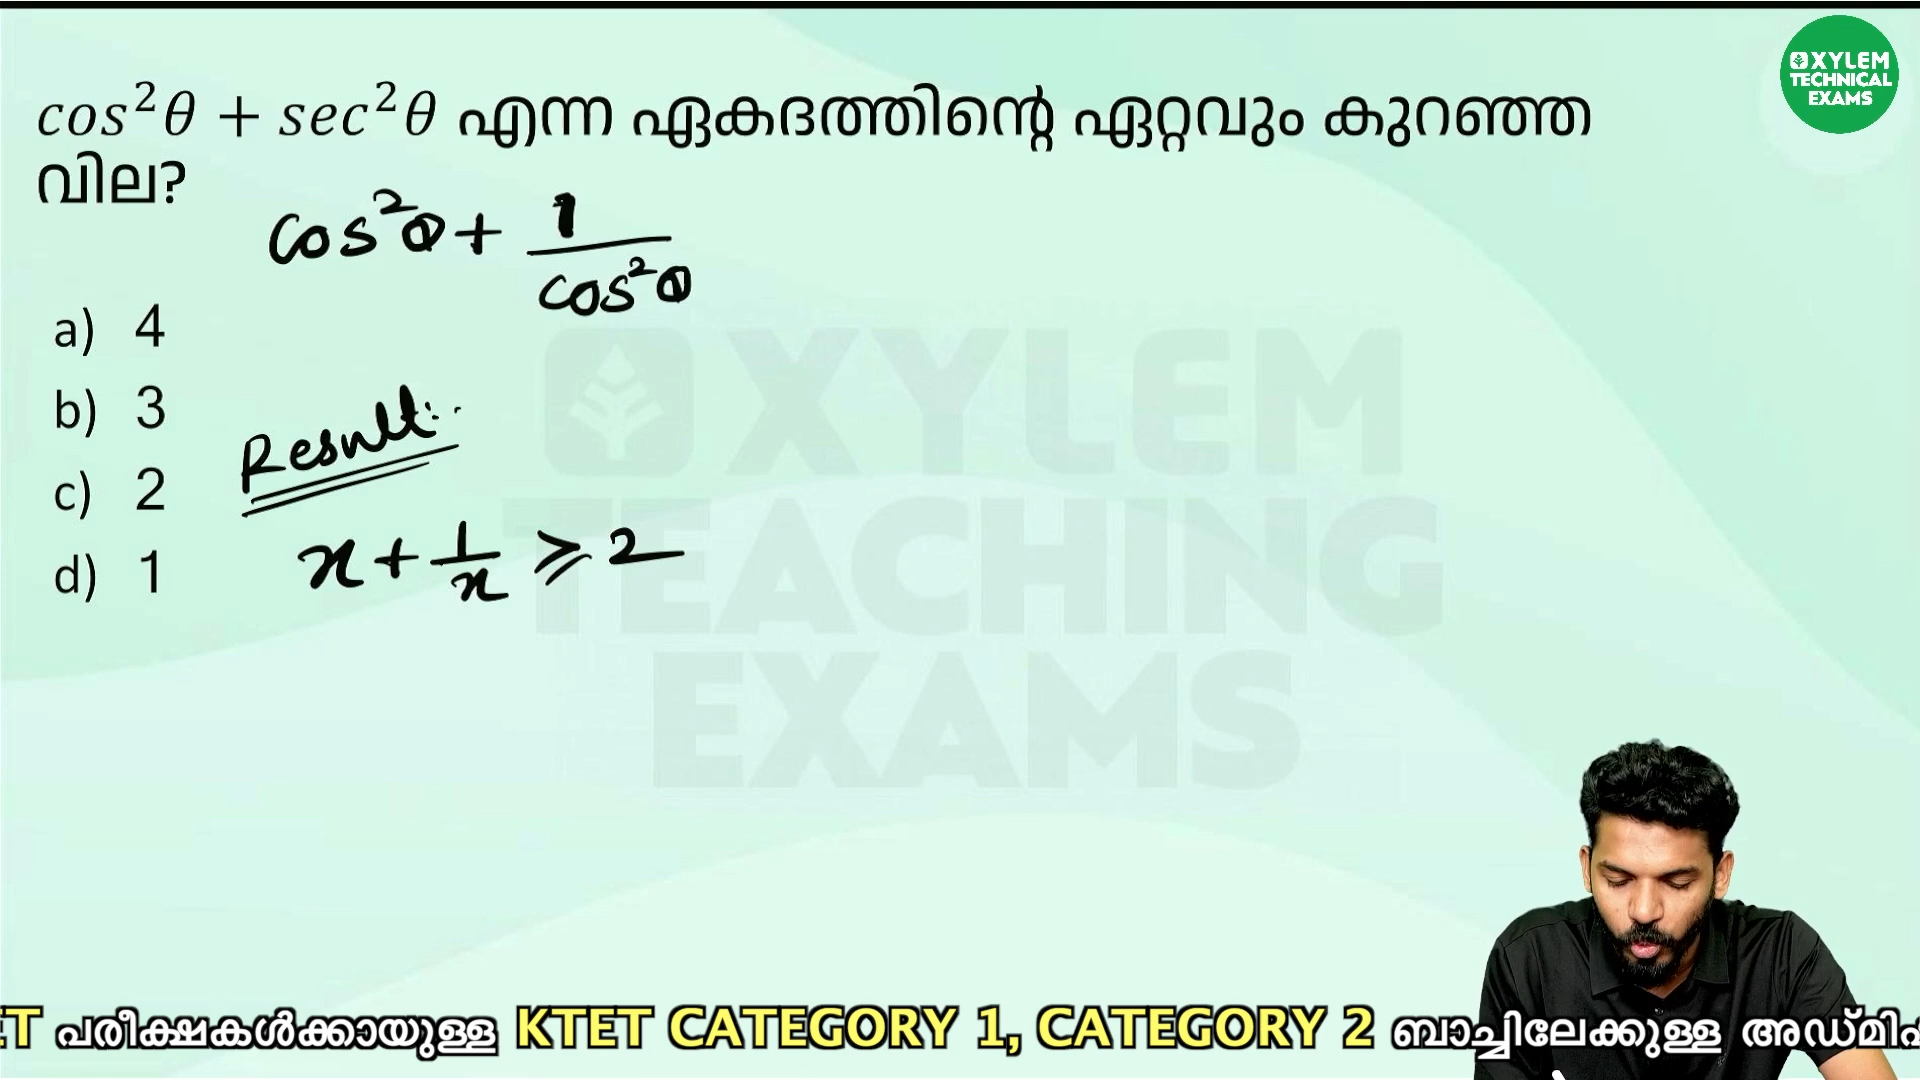 XYLEM
TECHNICAL
EXAMS
cos²θ + sec²θ എന്ന ഏകദത്തിന്റെ ഏറ്റവും കുറഞ്ഞ
വില?
cos²θ + 1/cos²θ
a) 4
b) 3
c) 2
d) 1
Result:-
x + 1/x ≥ 2
XYLEM
TEACHING
EXAMS
ET പരീക്ഷകൾക്കായുള്ള KTET CATEGORY 1, CATEGORY 2 ബാച്ചിലേക്കുള്ള